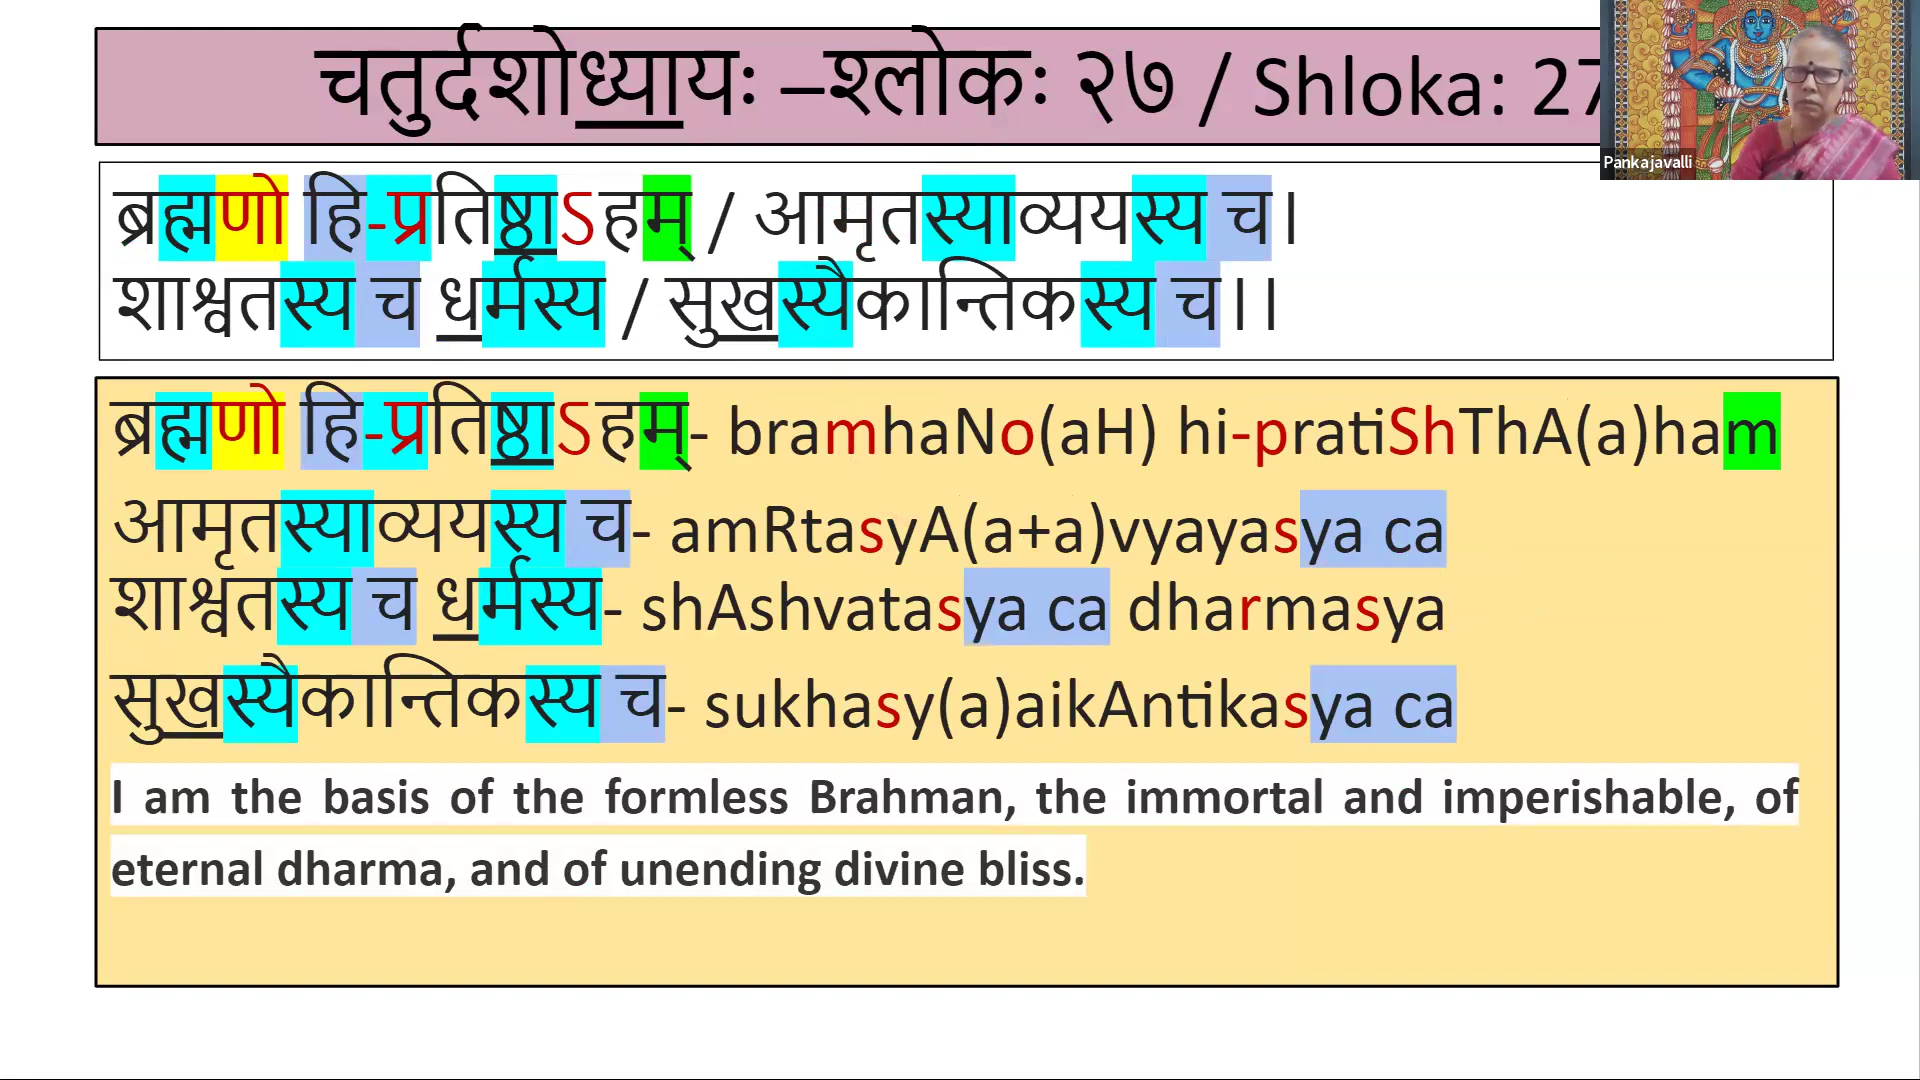 चतुर्दशोध्यायः –श्लोकः २७ / Shloka: 27
Pankajavalli
ब्रह्मणो हि-प्रतिष्ठाऽहम् / आमृतस्याव्ययस्य च।
शाश्वतस्य च धर्मस्य / सुखस्यैकान्तिकस्य च।।
ब्रह्मणो हि-प्रतिष्ठाऽहम्- bramhaNo(aH) hi-pratiShThA(a)ham
आमृतस्याव्ययस्य च- amRtasyA(a+a)vyayasya ca
शाश्वतस्य च धर्मस्य- shAshvatasya ca dharmasya
सुखस्यैकान्तिकस्य च- sukhasy(a)aikAntikasya ca
I am the basis of the formless Brahman, the immortal and imperishable, of
eternal dharma, and of unending divine bliss.